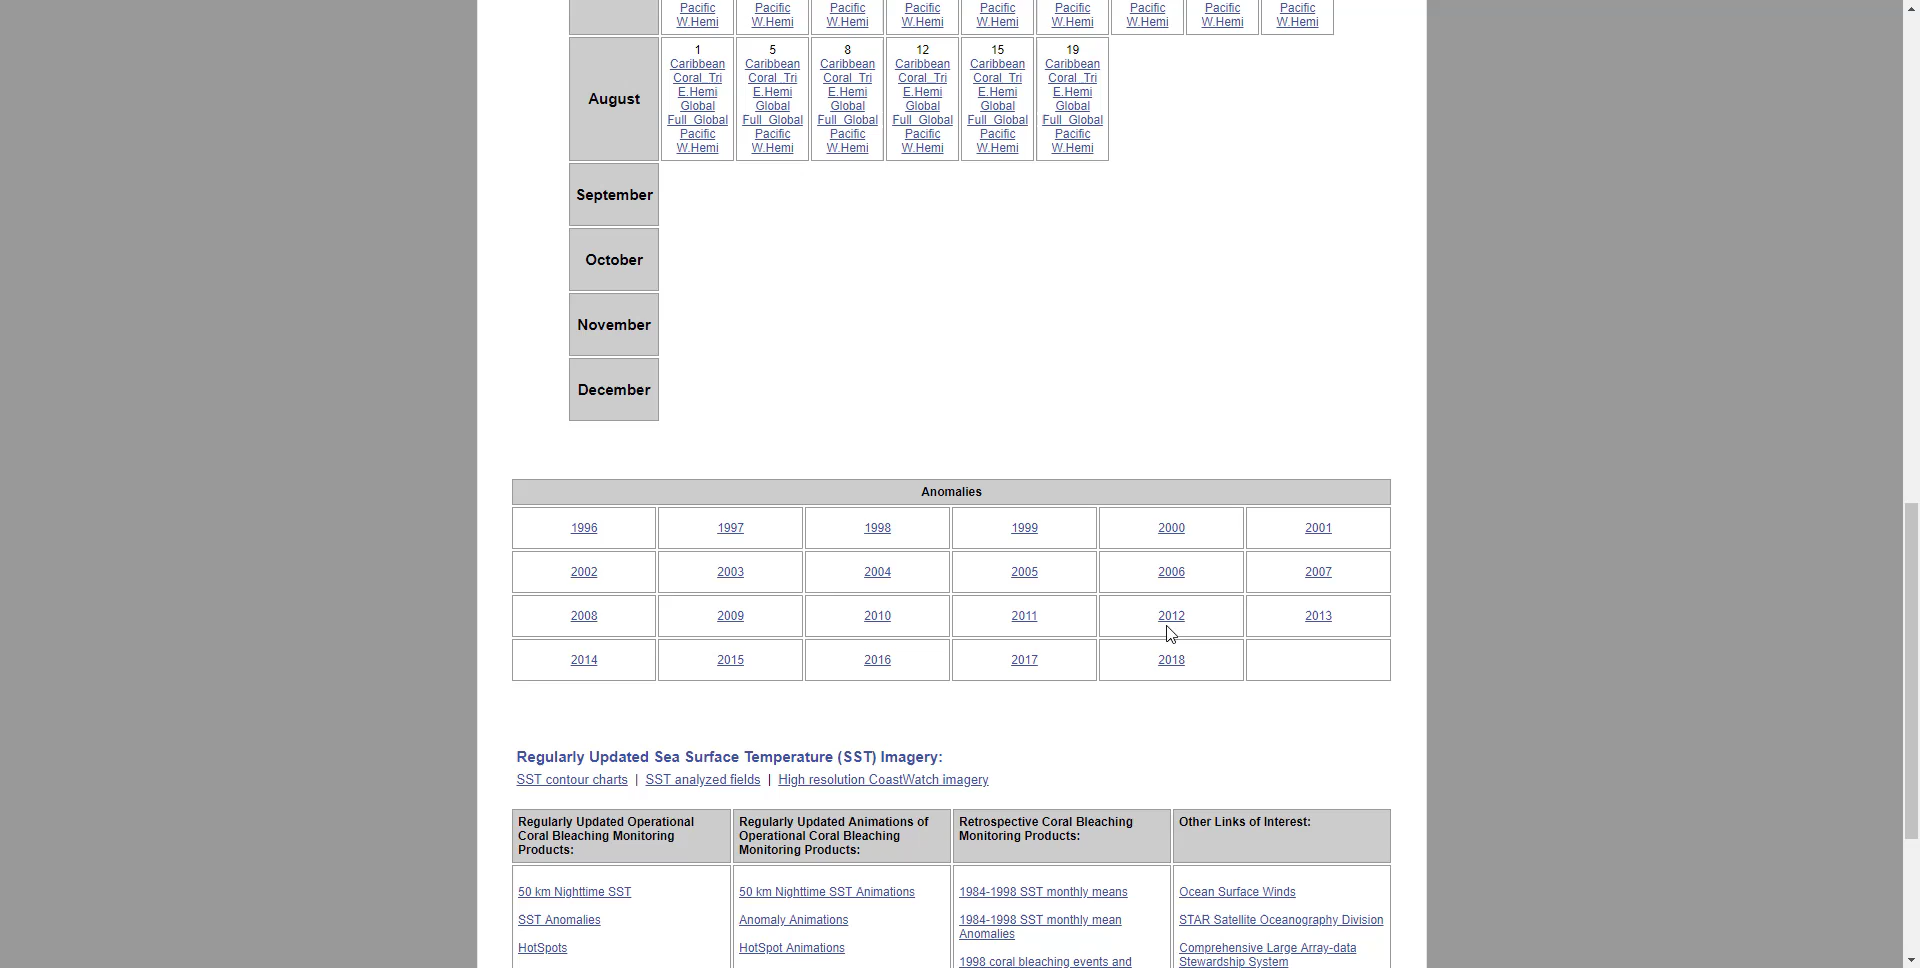 Pacific Pacific Pacific Pacific Pacific Pacific Pacific Pacific Pacific
W.Hemi W.Hemi W.Hemi W.Hemi W.Hemi W.Hemi W.Hemi W.Hemi W.Hemi
August
1 5 8 12 15 19
Caribbean Caribbean Caribbean Caribbean Caribbean Caribbean
Coral_Tri Coral_Tri Coral_Tri Coral_Tri Coral_Tri Coral_Tri
E.Hemi E.Hemi E.Hemi E.Hemi E.Hemi E.Hemi
Global Global Global Global Global Global
Full_Global Full_Global Full_Global Full_Global Full_Global Full_Global
Pacific Pacific Pacific Pacific Pacific Pacific
W.Hemi W.Hemi W.Hemi W.Hemi W.Hemi W.Hemi
September
October
November
December
Anomalies
1996 1997 1998 1999 2000 2001
2002 2003 2004 2005 2006 2007
2008 2009 2010 2011 2012 2013
2014 2015 2016 2017 2018
Regularly Updated Sea Surface Temperature (SST) Imagery:
SST contour charts | SST analyzed fields | High resolution CoastWatch imagery
Regularly Updated Operational
Coral Bleaching Monitoring
Products:
Regularly Updated Animations of
Operational Coral Bleaching
Monitoring Products:
Retrospective Coral Bleaching
Monitoring Products:
Other Links of Interest:
50 km Nighttime SST
SST Anomalies
HotSpots
50 km Nighttime SST Animations
Anomaly Animations
HotSpot Animations
1984-1998 SST monthly means
1984-1998 SST monthly mean
Anomalies
1998 coral bleaching events and
Ocean Surface Winds
STAR Satellite Oceanography Division
Comprehensive Large Array-data
Stewardship System